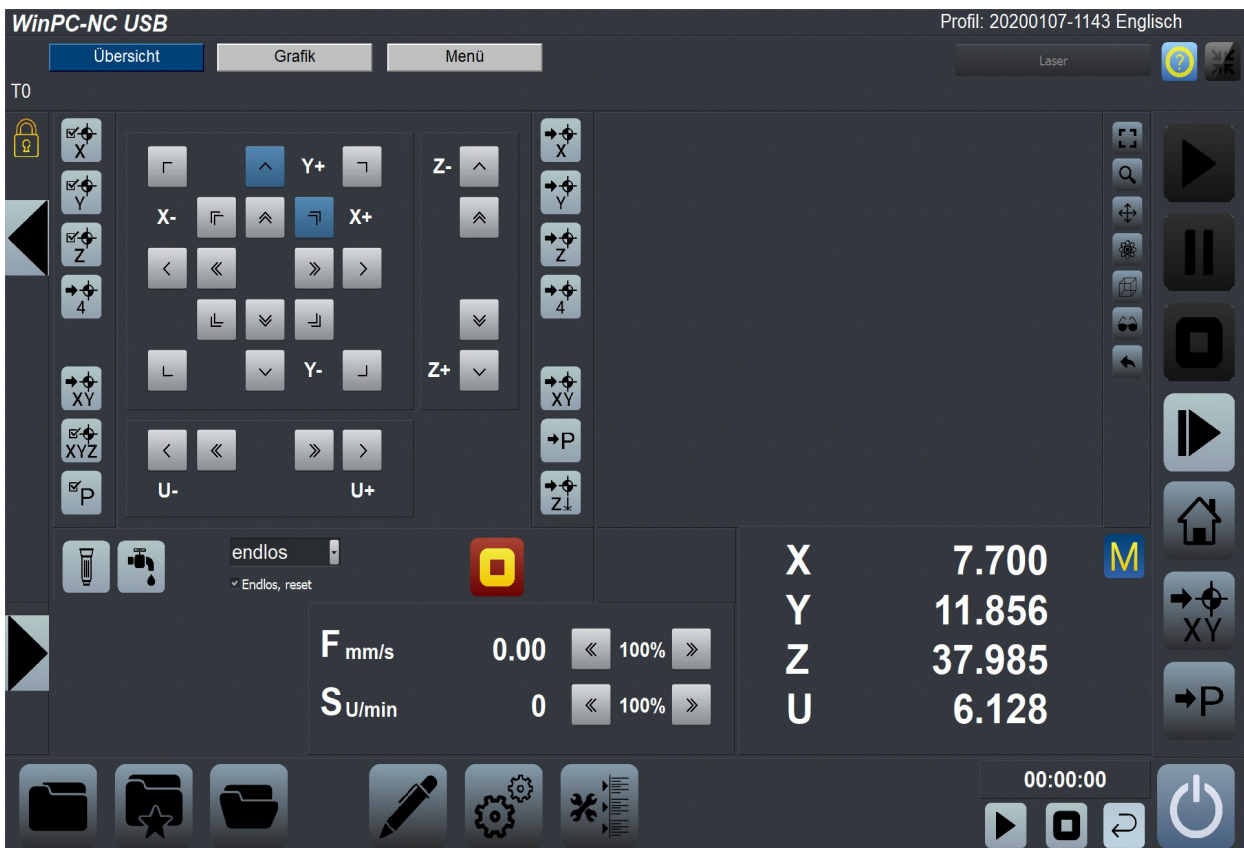 WinPC-NC USB
Profil: 20200107-1143 Englisch
Übersicht
Grafik
Menü
Laser
?
T0
X
Y
Z
4
XY
XYZ
P
Y+
X-
X+
Y-
Z-
Z+
U-
U+
X
Y
Z
4
XY
P
Z
endlos
Endlos, reset
F mm/s 0.00 100%
S U/min 0 100%
X 7.700
Y 11.856
Z 37.985
U 6.128
M
XY
P
00:00:00